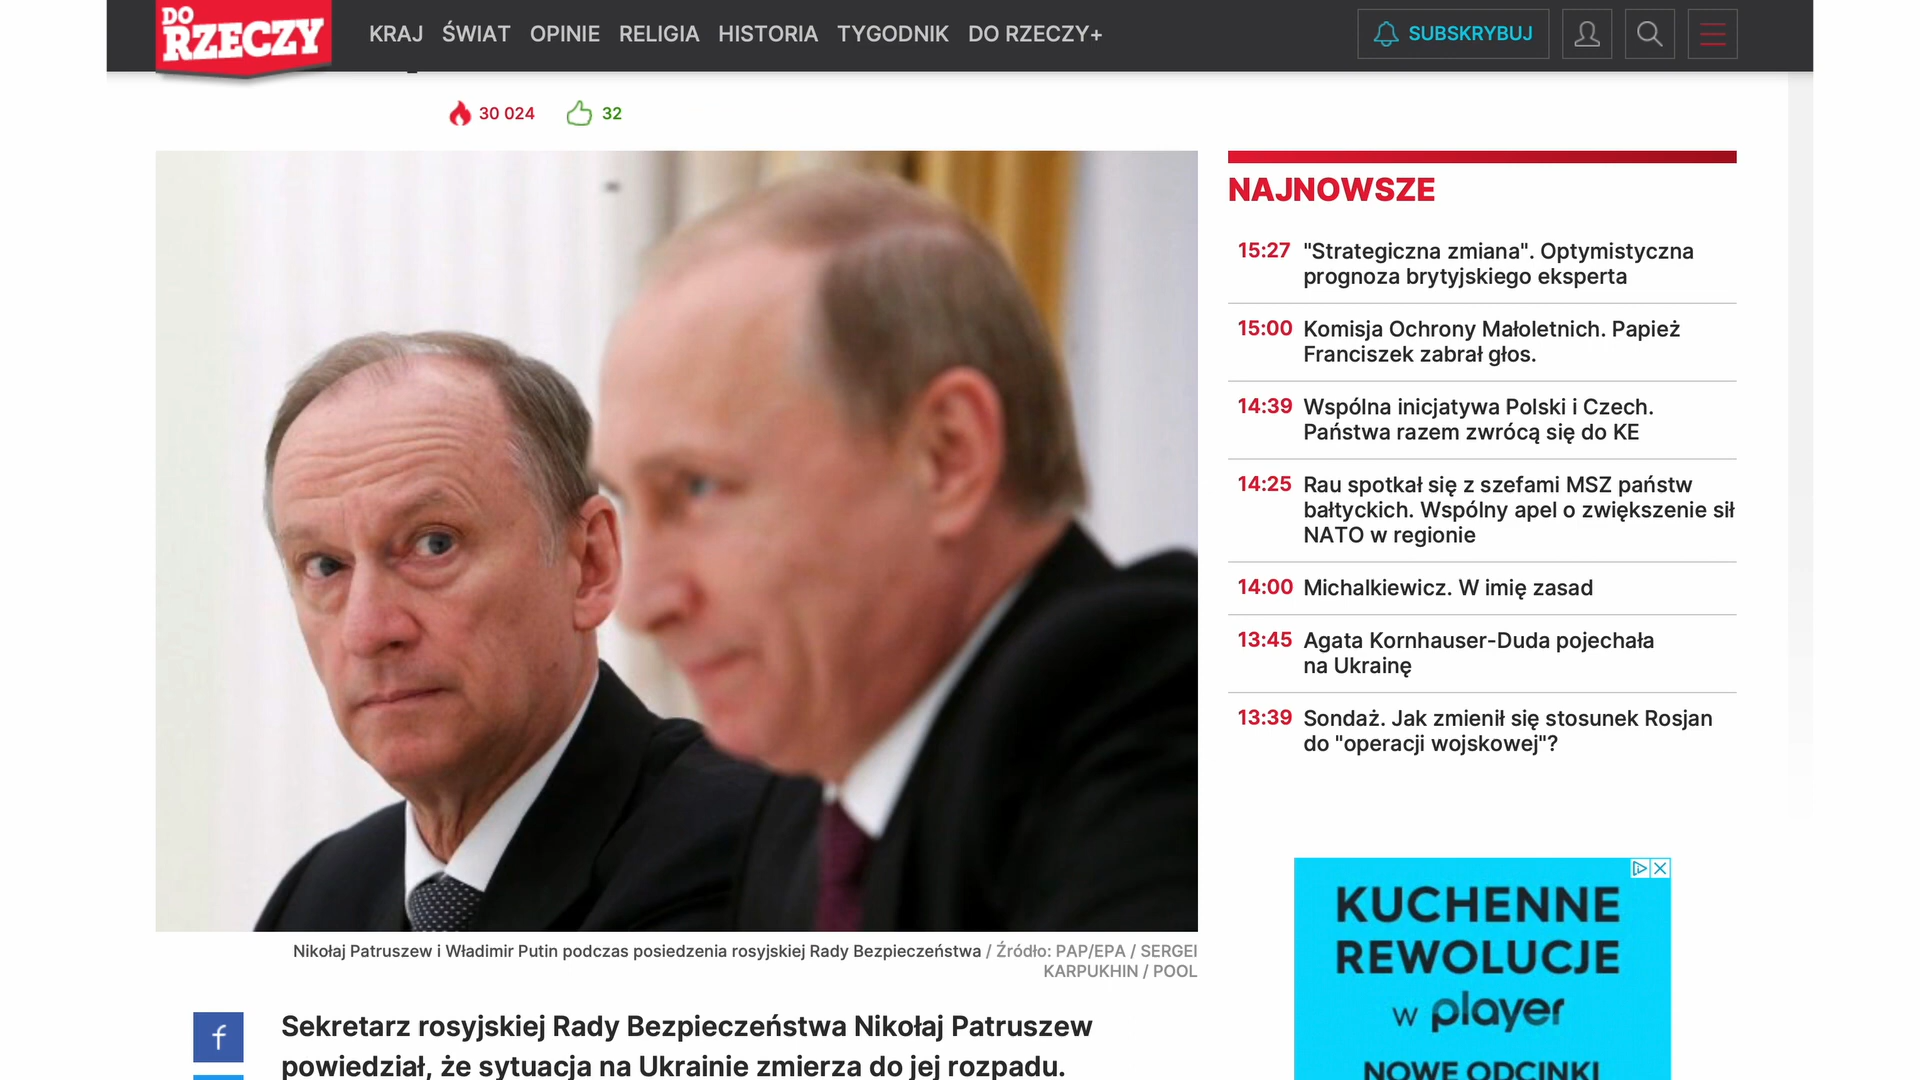 DO
RZECZY
KRAJ ŚWIAT OPINIE RELIGIA HISTORIA TYGODNIK DO RZECZY+
SUBSKRYBUJ
30 024
32
Nikołaj Patruszew i Władimir Putin podczas posiedzenia rosyjskiej Rady Bezpieczeństwa / Źródło: PAP/EPA / SERGEI
KARPUKHIN / POOL
Sekretarz rosyjskiej Rady Bezpieczeństwa Nikołaj Patruszew
powiedział, że sytuacja na Ukrainie zmierza do jej rozpadu.
NAJNOWSZE
15:27 "Strategiczna zmiana". Optymistyczna
prognoza brytyjskiego eksperta
15:00 Komisja Ochrony Małoletnich. Papież
Franciszek zabrał głos.
14:39 Wspólna inicjatywa Polski i Czech.
Państwa razem zwrócą się do KE
14:25 Rau spotkał się z szefami MSZ państw
bałtyckich. Wspólny apel o zwiększenie sił
NATO w regionie
14:00 Michalkiewicz. W imię zasad
13:45 Agata Kornhauser-Duda pojechała
na Ukrainę
13:39 Sondaż. Jak zmienił się stosunek Rosjan
do "operacji wojskowej"?
KUCHENNE
REWOLUCJE
w player
NOWE ODCINKI